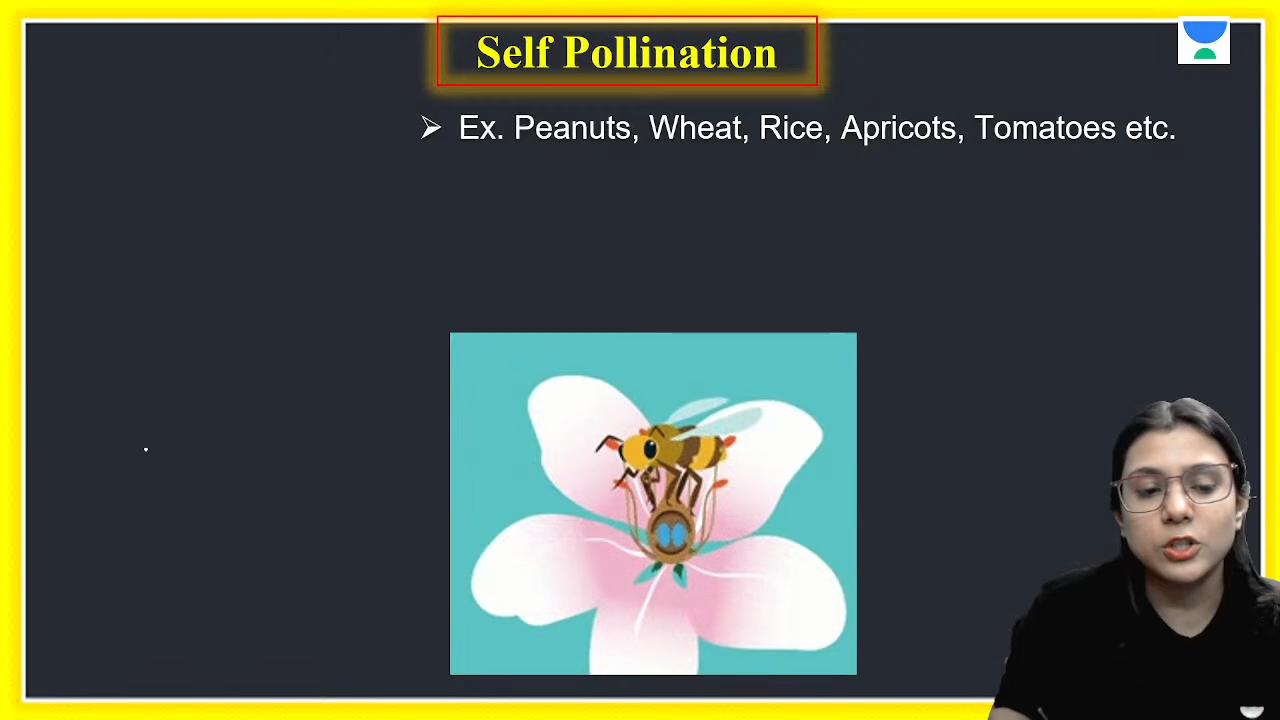 Self Pollination
➢ Ex. Peanuts, Wheat, Rice, Apricots, Tomatoes etc.